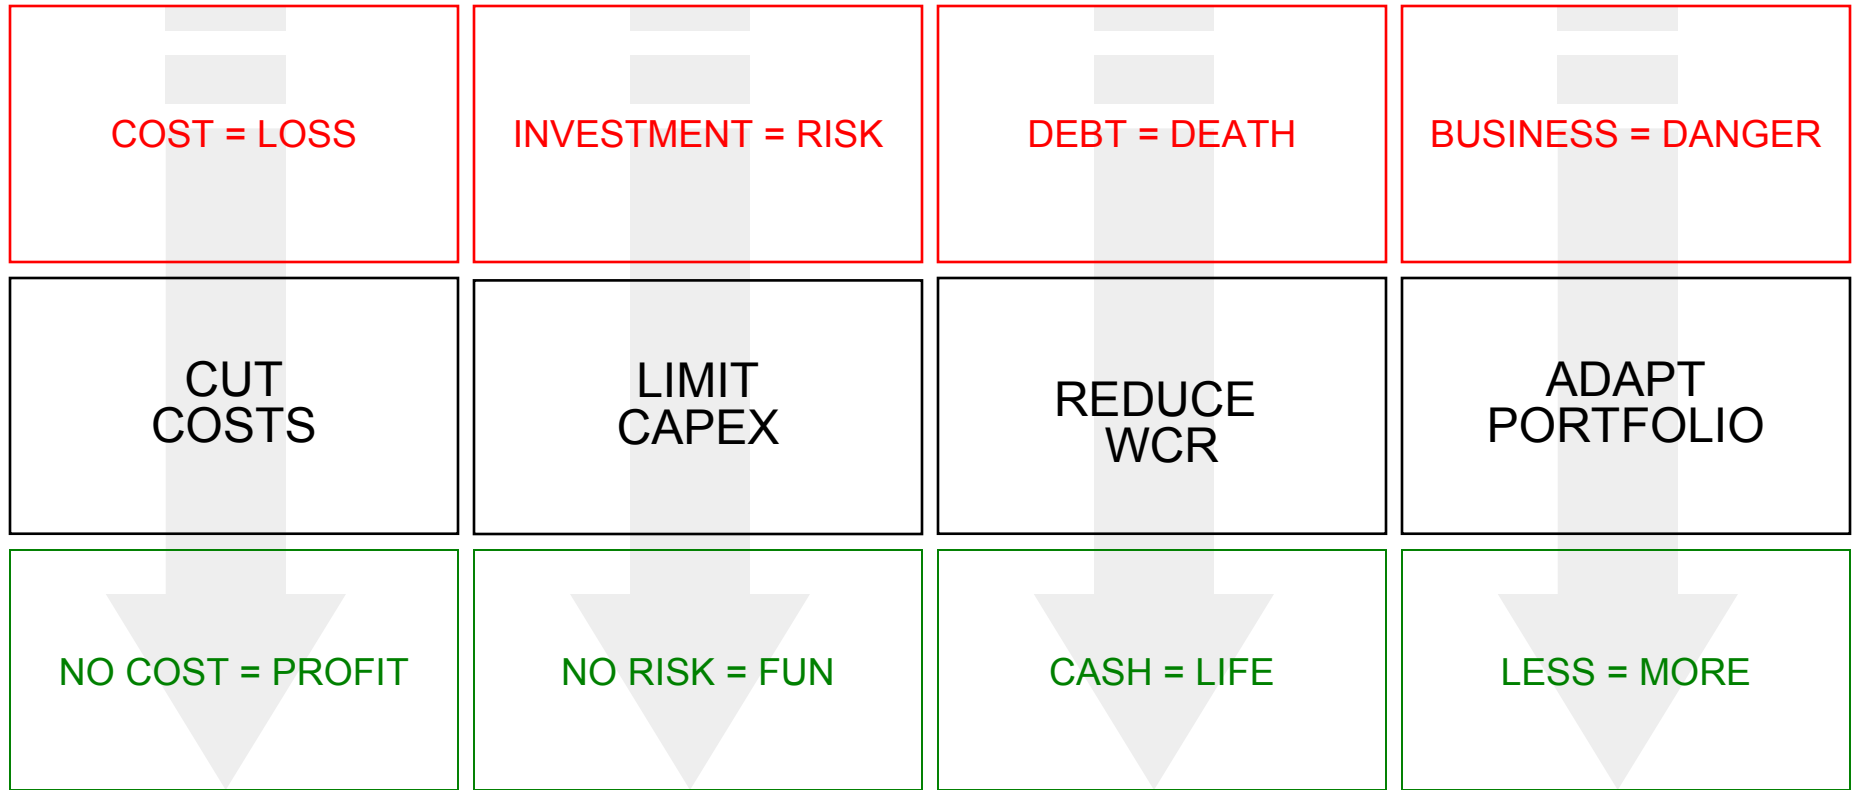 COST = LOSS
INVESTMENT = RISK
DEBT = DEATH
BUSINESS = DANGER
CUT
COSTS
LIMIT
CAPEX
REDUCE
WCR
ADAPT
PORTFOLIO
NO COST = PROFIT
NO RISK = FUN
CASH = LIFE
LESS = MORE